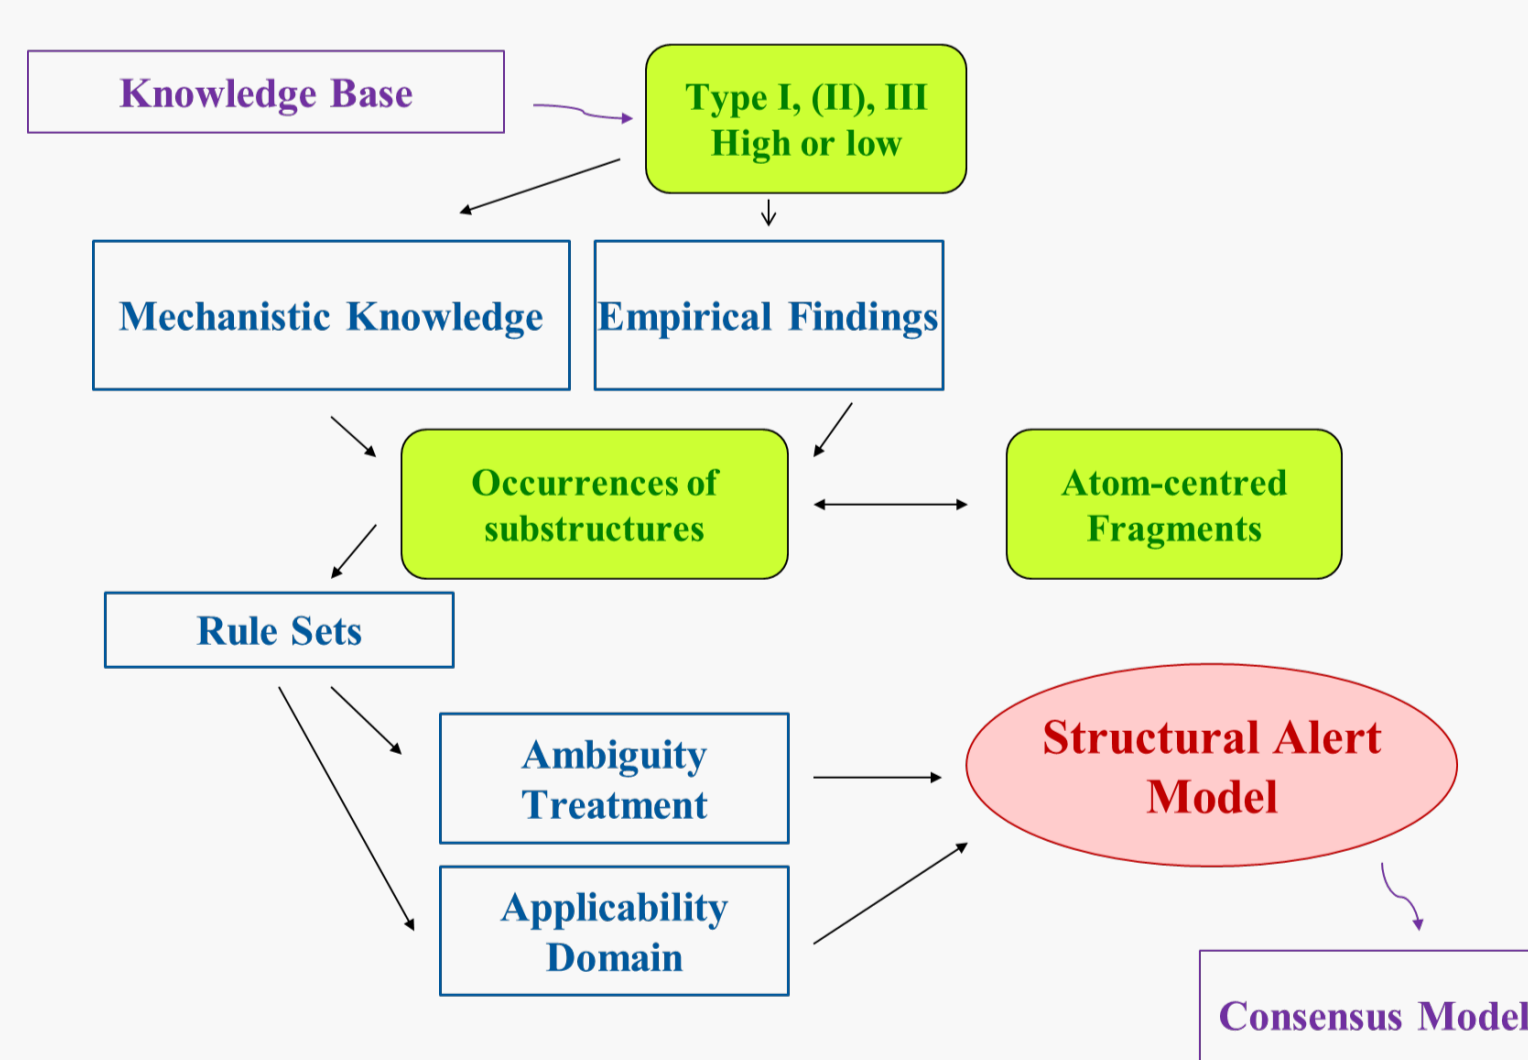 Knowledge Base
Type I, (II), III
High or low
Mechanistic Knowledge
Empirical Findings
Occurrences of
substructures
Atom-centred
Fragments
Rule Sets
Ambiguity
Treatment
Structural Alert
Model
Applicability
Domain
Consensus Model